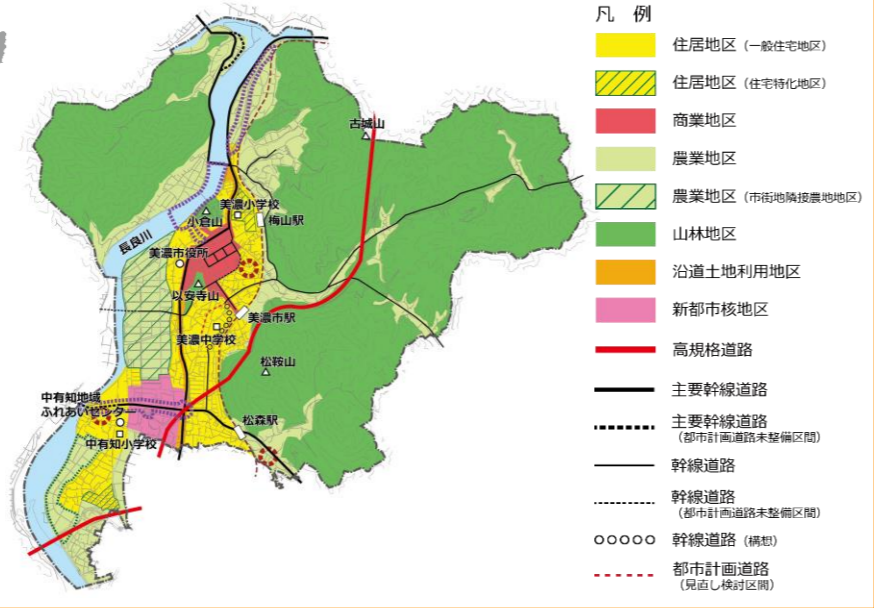 凡 例
住居地区（一般住宅地区）
住居地区（住宅特化地区）
商業地区
農業地区
農業地区（市街地隣接農地地区）
山林地区
沿道土地利用地区
新都市核地区
高規格道路
主要幹線道路
主要幹線道路
（都市計画道路未整備区間）
幹線道路
幹線道路
（都市計画道路未整備区間）
幹線道路（構想）
都市計画道路
（見直し検討区間）
古城山
美濃小学校
小倉山
梅山駅
長良川
美濃市役所
以安寺山
美濃市駅
美濃中学校
松鞍山
中有知地域
ふれあいセンター
松森駅
中有知小学校